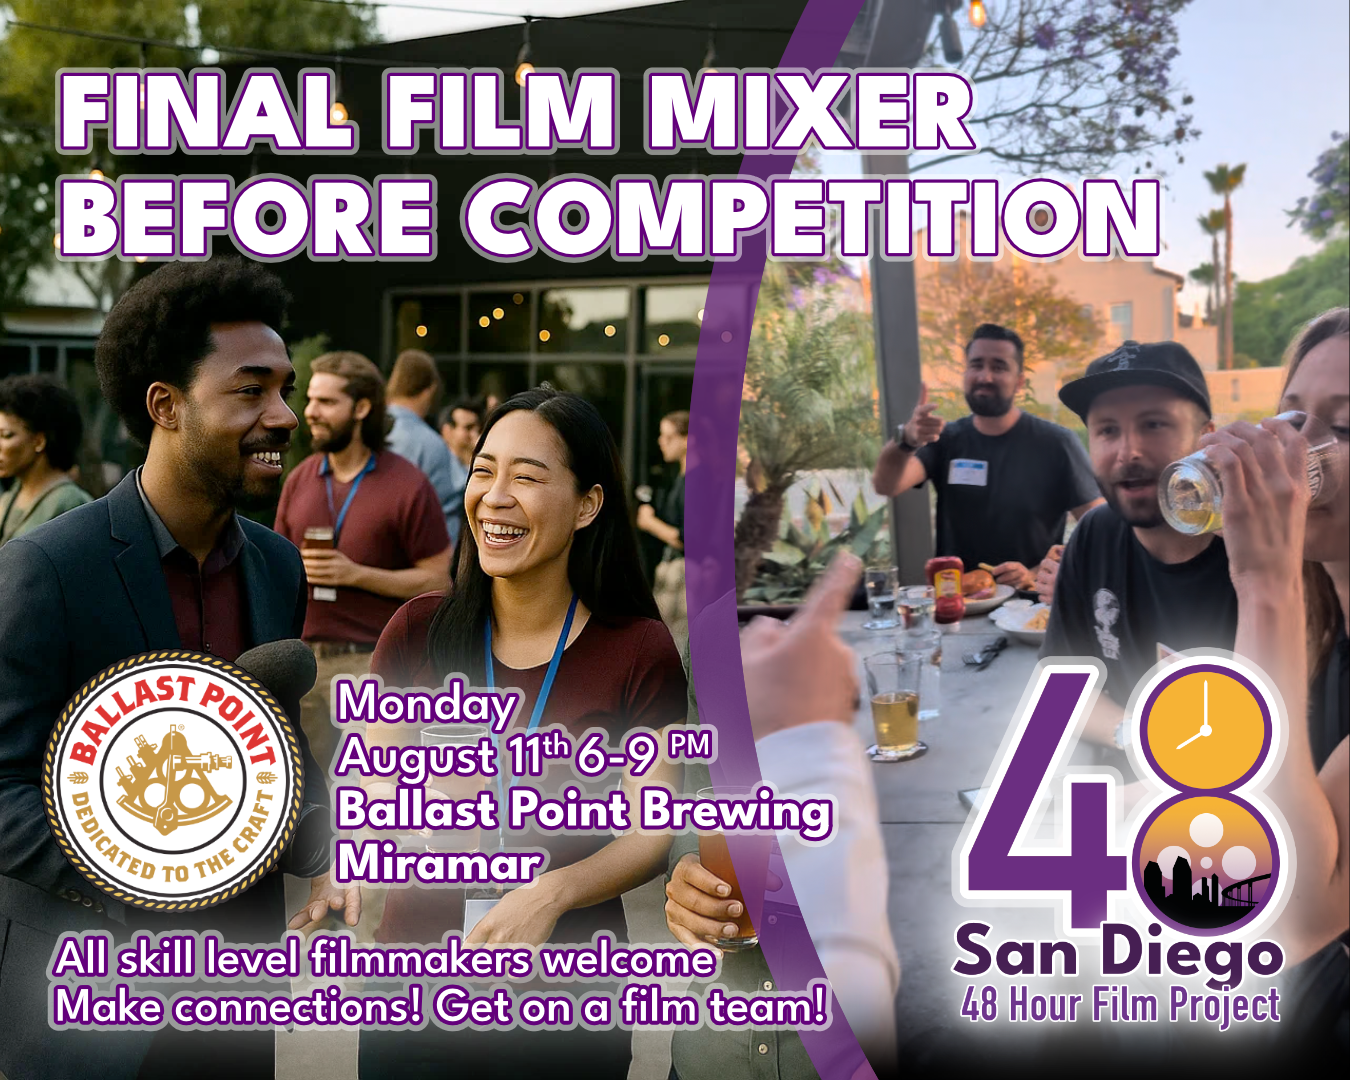 FINAL FILM MIXER
BEFORE COMPETITION
BALLAST POINT
®
DEDICATED TO THE CRAFT
Monday
August 11th 6-9 PM
Ballast Point Brewing
Miramar
All skill level filmmakers welcome
Make connections! Get on a film team!
48
San Diego
48 Hour Film Project